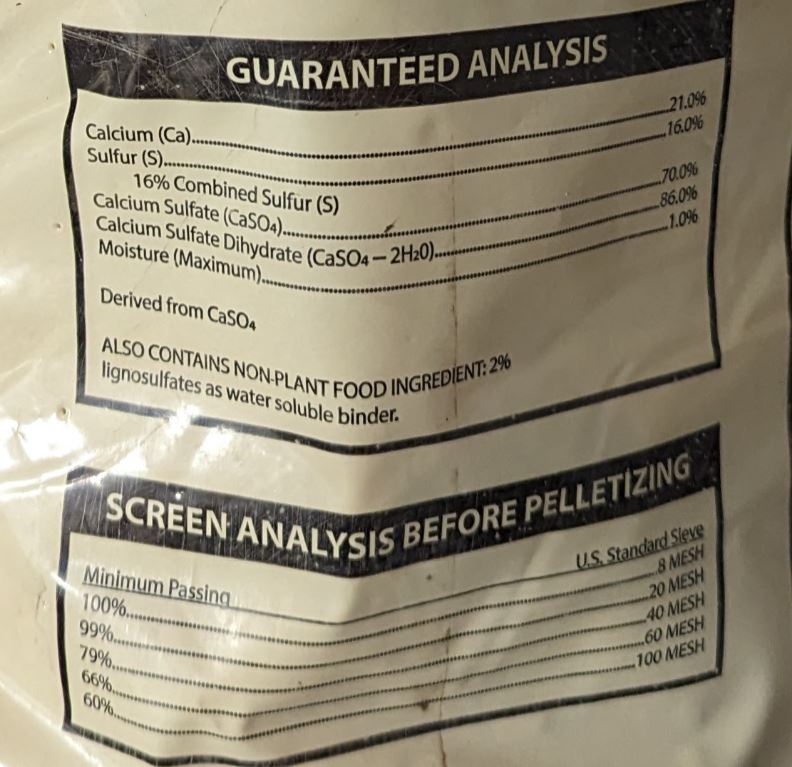 GUARANTEED ANALYSIS
Calcium (Ca)..........21.0%
Sulfur (S)..........16.0%
16% Combined Sulfur (S)
Calcium Sulfate (CaSO4)..........70.0%
Calcium Sulfate Dihydrate (CaSO4 – 2H20)..........86.0%
Moisture (Maximum)..........1.0%
Derived from CaSO4
ALSO CONTAINS NON-PLANT FOOD INGREDIENT: 2%
lignosulfates as water soluble binder.
SCREEN ANALYSIS BEFORE PELLETIZING
Minimum Passing U.S. Standard Sieve
100%..........8 MESH
99%..........20 MESH
79%..........40 MESH
66%..........60 MESH
60%..........100 MESH